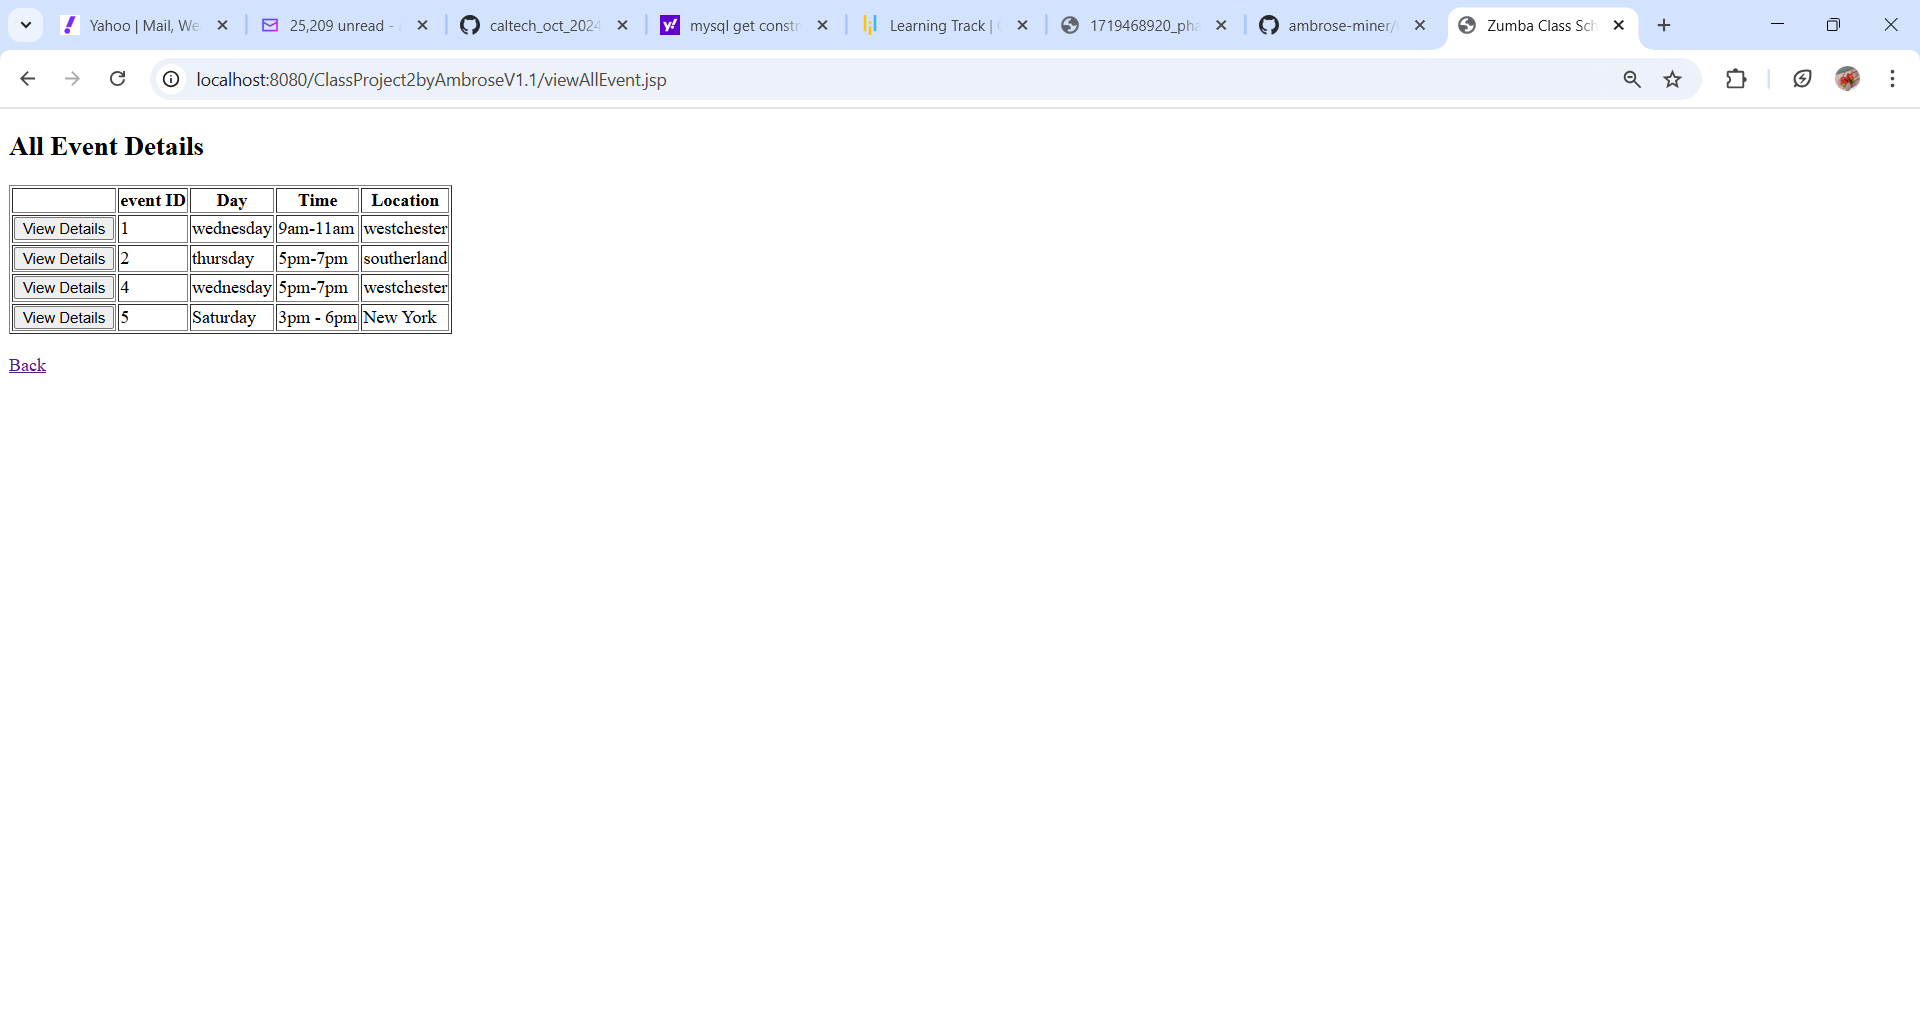 Yahoo | Mail, We
25,209 unread -
caltech_oct_2024
mysql get constr
Learning Track |
1719468920_pha
ambrose-miner/
Zumba Class Sch
localhost:8080/ClassProject2byAmbroseV1.1/viewAllEvent.jsp
All Event Details
event ID Day Time Location
View Details 1 wednesday 9am-11am westchester
View Details 2 thursday 5pm-7pm southerland
View Details 4 wednesday 5pm-7pm westchester
View Details 5 Saturday 3pm - 6pm New York
Back